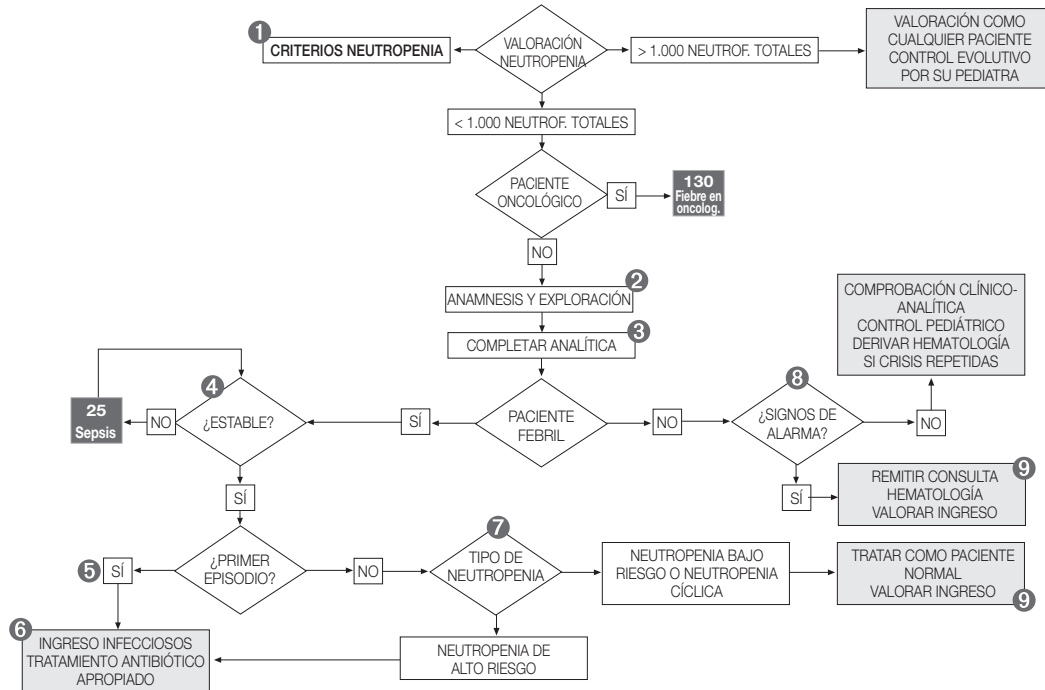 1
CRITERIOS NEUTROPENIA
VALORACIÓN
NEUTROPENIA
> 1.000 NEUTROF. TOTALES
VALORACIÓN COMO
CUALQUIER PACIENTE
CONTROL EVOLUTIVO
POR SU PEDIATRA
< 1.000 NEUTROF. TOTALES
PACIENTE
ONCOLÓGICO
SÍ
130
Fiebre en
oncolog.
NO
2
ANAMNESIS Y EXPLORACIÓN
3
COMPLETAR ANALÍTICA
COMPROBACIÓN CLÍNICO-
ANALÍTICA
CONTROL PEDIÁTRICO
DERIVAR HEMATOLOGÍA
SI CRISIS REPETIDAS
25
Sepsis
NO
4
¿ESTABLE?
SÍ
PACIENTE
FEBRIL
NO
8
¿SIGNOS DE
ALARMA?
NO
SÍ
SÍ
REMITIR CONSULTA
HEMATOLOGÍA
VALORAR INGRESO
9
5
SÍ
¿PRIMER
EPISODIO?
NO
7
TIPO DE
NEUTROPENIA
NEUTROPENIA BAJO
RIESGO O NEUTROPENIA
CÍCLICA
TRATAR COMO PACIENTE
NORMAL
VALORAR INGRESO
9
6
INGRESO INFECCIOSOS
TRATAMIENTO ANTIBIÓTICO
APROPIADO
NEUTROPENIA DE
ALTO RIESGO